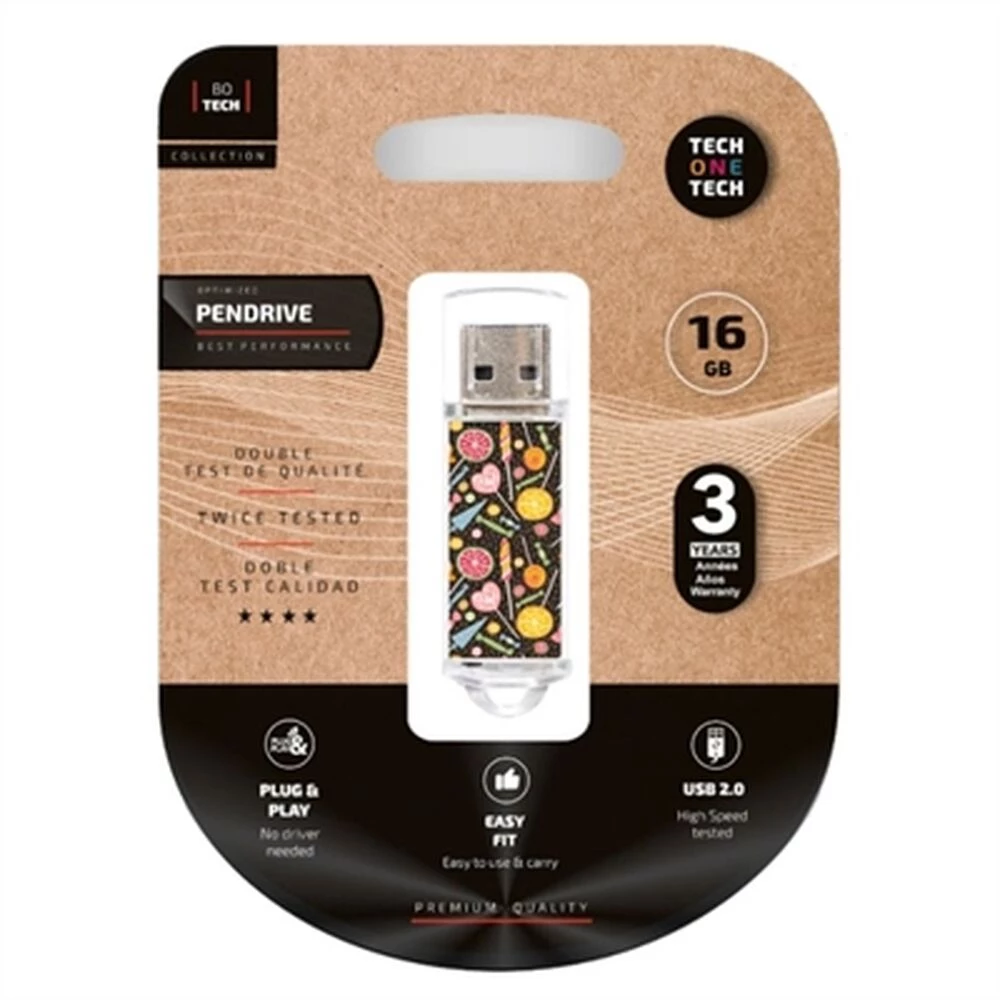 BO
TECH
COLLECTION
TECH
ONE
TECH
OPTIMIZED
PENDRIVE
BEST PERFORMANCE
16
GB
DOUBLE
TEST DE QUALITÉ
TWICE TESTED
DOBLE
TEST CALIDAD
3
YEARS
Années
Años
Warranty
PLUG &
PLAY
No driver
needed
EASY
FIT
Easy to use & carry
USB 2.0
High Speed
tested
PREMIUM QUALITY